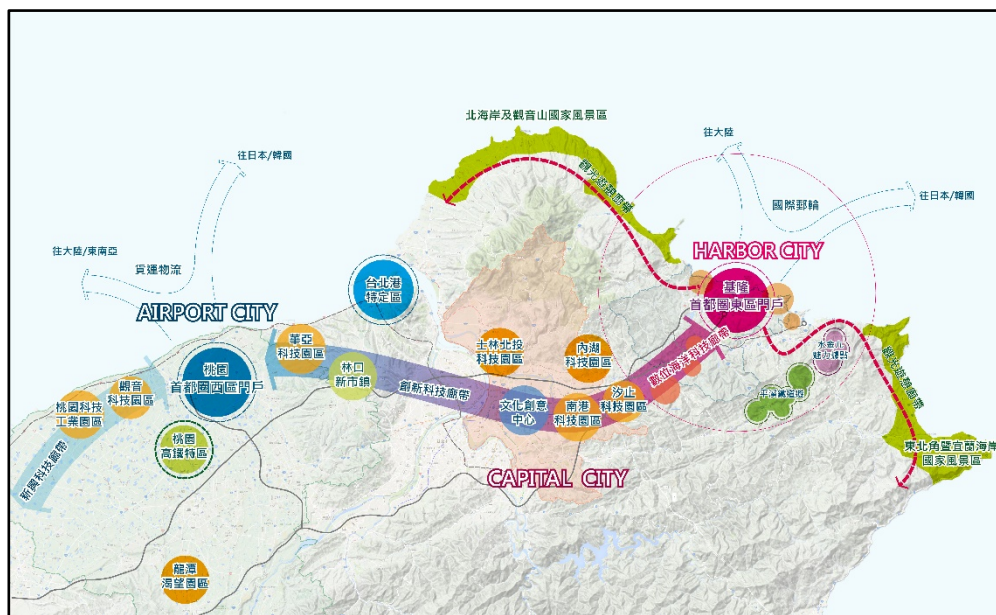 北海岸及觀音山國家風景區
往大陸
往日本/韓國
觀光遊憩廊帶
國際郵輪
往日本/韓國
往大陸/東南亞
貨運物流
HARBOR CITY
台北港
特定區
基隆
首都圈東區門戶
AIRPORT CITY
華亞
科技園區
士林北投
科技園區
內湖
科技園區
水金九
桃園
首都圈西區門戶
林口
新市鎮
數位海洋科技廊帶
觀音
科技園區
創新科技廊帶
汐止
科技園區
桃園科技
工業園區
文化創意
中心
南港
科技園區
桃園
高鐵特區
東北角暨宜蘭海岸
國家風景區
新興科技廊帶
CAPITAL CITY
龍潭
渴望園區